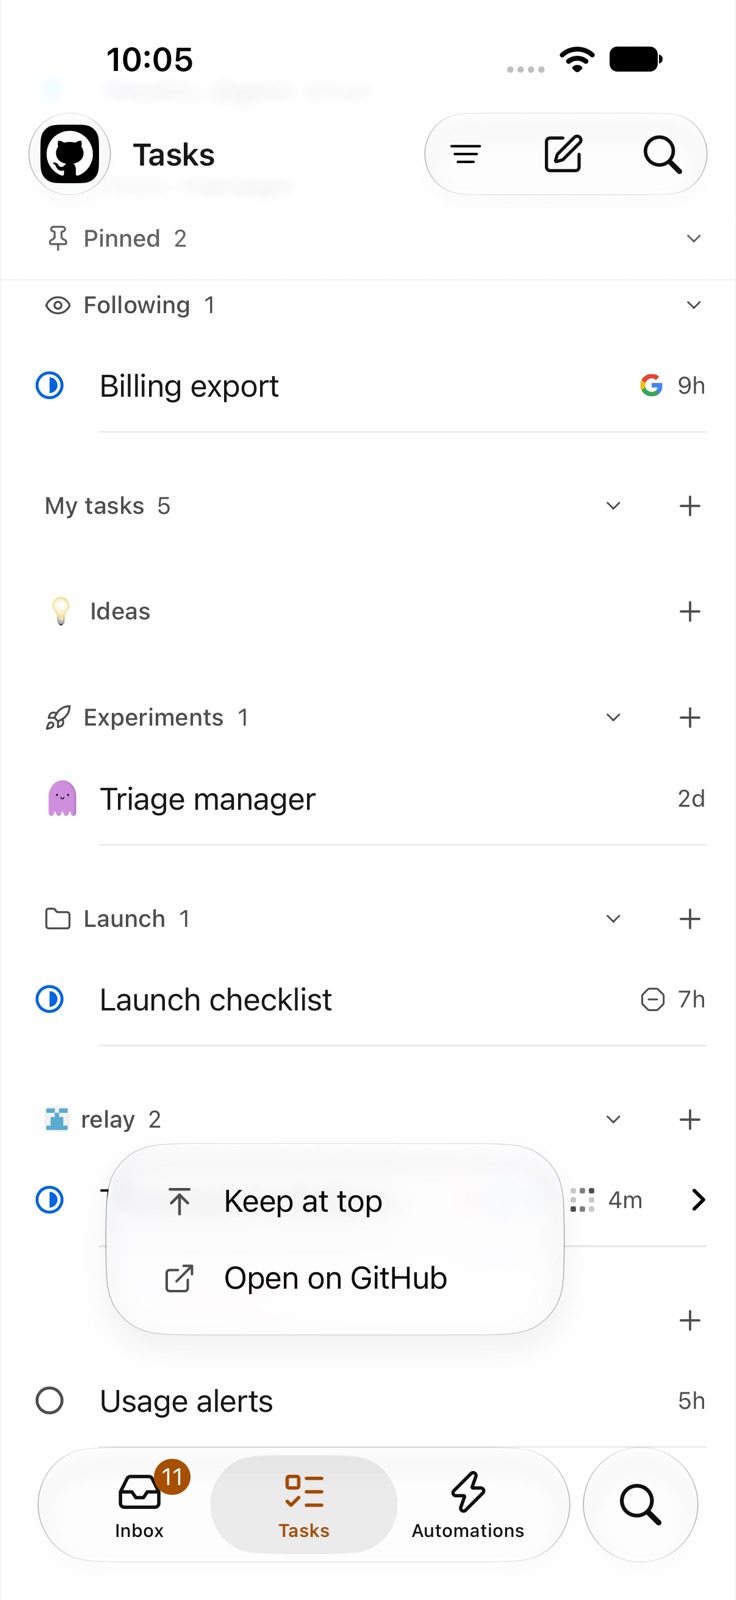 10:05
Tasks
Pinned 2
Following 1
Billing export 9h
My tasks 5
Ideas
Experiments 1
Triage manager 2d
Launch 1
Launch checklist 7h
relay 2
4m
Keep at top
Open on GitHub
Usage alerts 5h
11
Inbox
Tasks
Automations